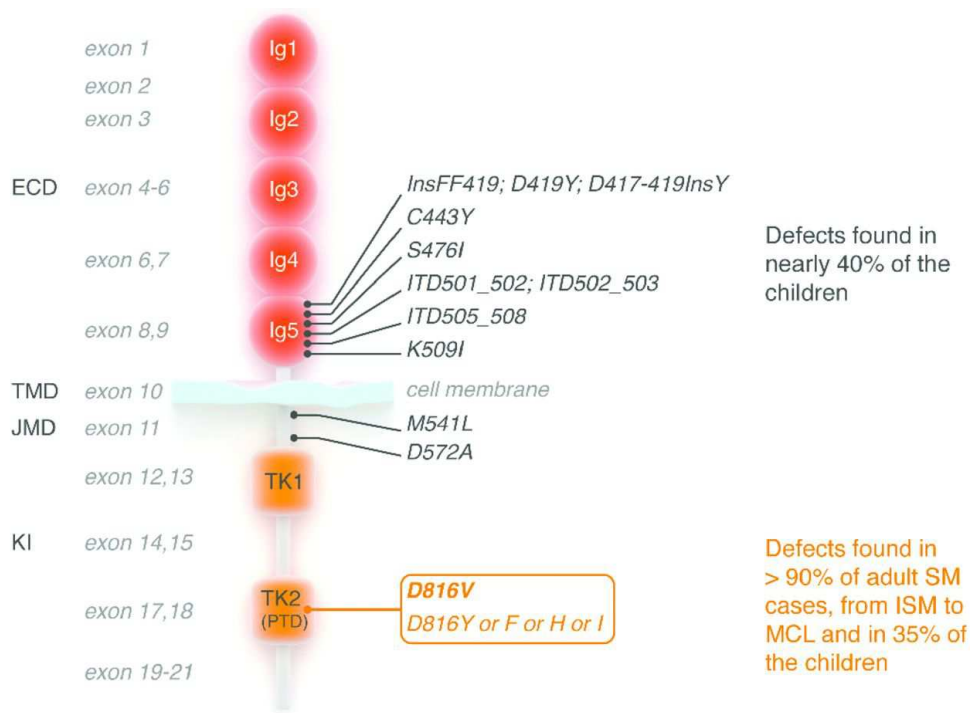 exon 1
Ig1
exon 2
exon 3
Ig2
ECD
exon 4-6
Ig3
InsFF419; D419Y; D417-419InsY
C443Y
exon 6,7
Ig4
S476I
ITD501_502; ITD502_503
exon 8,9
Ig5
ITD505_508
K509I
Defects found in
nearly 40% of the
children
TMD
exon 10
cell membrane
JMD
exon 11
M541L
D572A
exon 12,13
TK1
KI
exon 14,15
exon 17,18
TK2
(PTD)
D816V
D816Y or F or H or I
Defects found in
> 90% of adult SM
cases, from ISM to
MCL and in 35% of
the children
exon 19-21